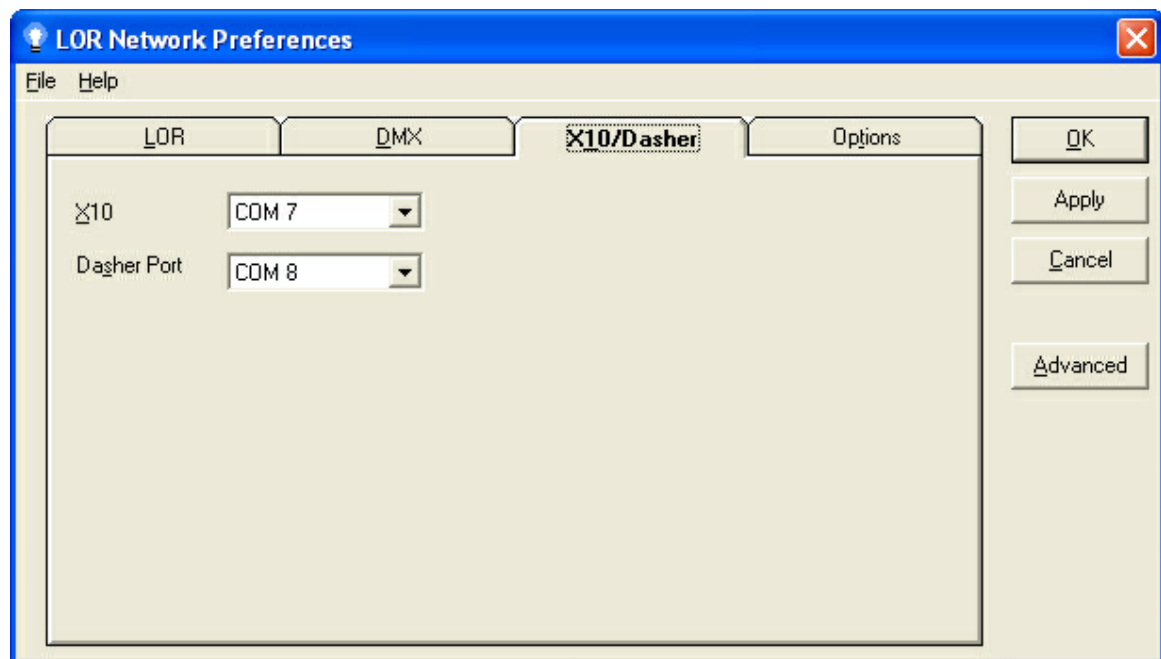 LOR Network Preferences
File Help
LOR DMX X10/Dasher Options
OK
X10 COM 7
Apply
Dasher Port COM 8
Cancel
Advanced